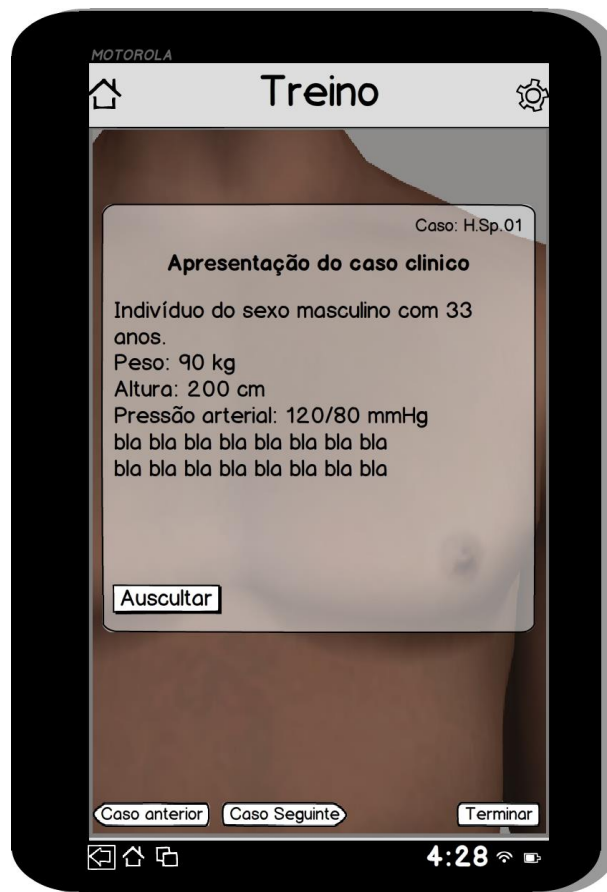 MOTOROLA
Treino
Caso: H.Sp.01
Apresentação do caso clinico
Indivíduo do sexo masculino com 33
anos.
Peso: 90 kg
Altura: 200 cm
Pressão arterial: 120/80 mmHg
bla bla bla bla bla bla bla bla
bla bla bla bla bla bla bla bla
Auscultar
Caso anterior Caso Seguinte Terminar
4:28